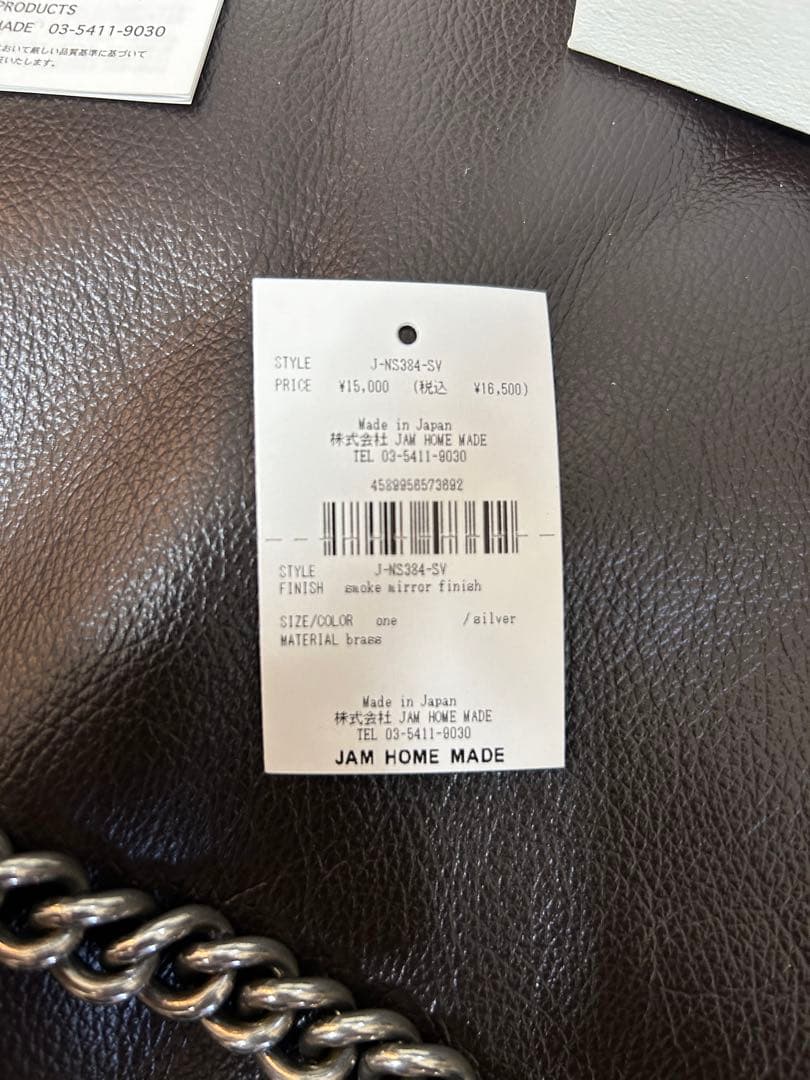 PRODUCTS
MADE 03-5411-9030
おいて厳しい品質基準に基づいて
いたします。
STYLE J-NS384-SV
PRICE ¥15,000 (税込 ¥16,500)
Made in Japan
株式会社 JAM HOME MADE
TEL 03-5411-9030
4589956573692
STYLE J-NS384-SV
FINISH smoke mirror finish
SIZE/COLOR one /silver
MATERIAL brass
Made in Japan
株式会社 JAM HOME MADE
TEL 03-5411-9030
JAM HOME MADE